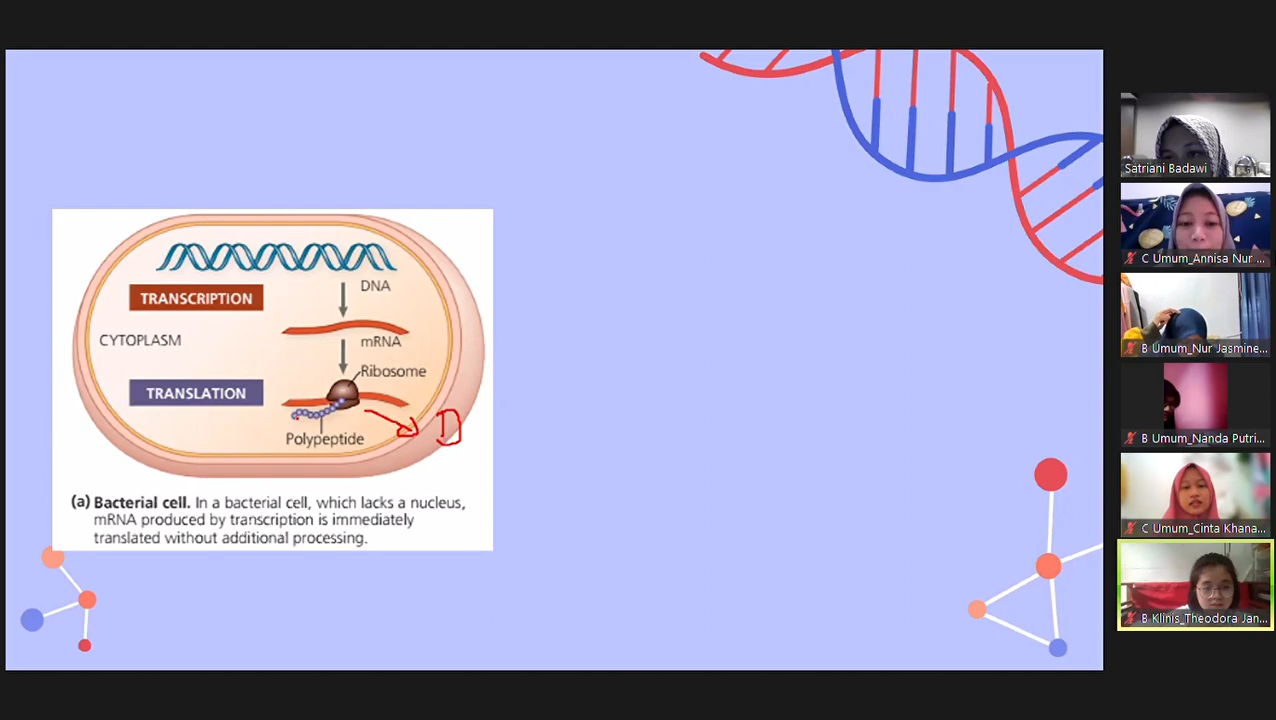 DNA
TRANSCRIPTION
mRNA
CYTOPLASM
Ribosome
TRANSLATION
Polypeptide
D
(a) Bacterial cell. In a bacterial cell, which lacks a nucleus,
mRNA produced by transcription is immediately
translated without additional processing.
Satriani Badawi
C Umum_Annisa Nur ...
B Umum_Nur Jasmine...
B Umum_Nanda Putri...
C Umum_Cinta Khana...
B Klinis_Theodora Jan...